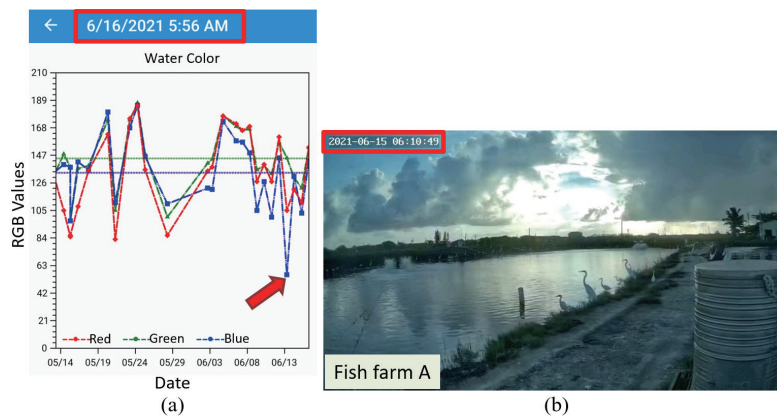 6/16/2021 5:56 AM
Water Color
RGB Values
210
189
168
147
126
105
84
63
42
21
0
Red
Green
Blue
05/14
05/19
05/24
05/29
06/03
06/08
06/13
Date
(a)
2021-06-15 06:10:49
Fish farm A
(b)